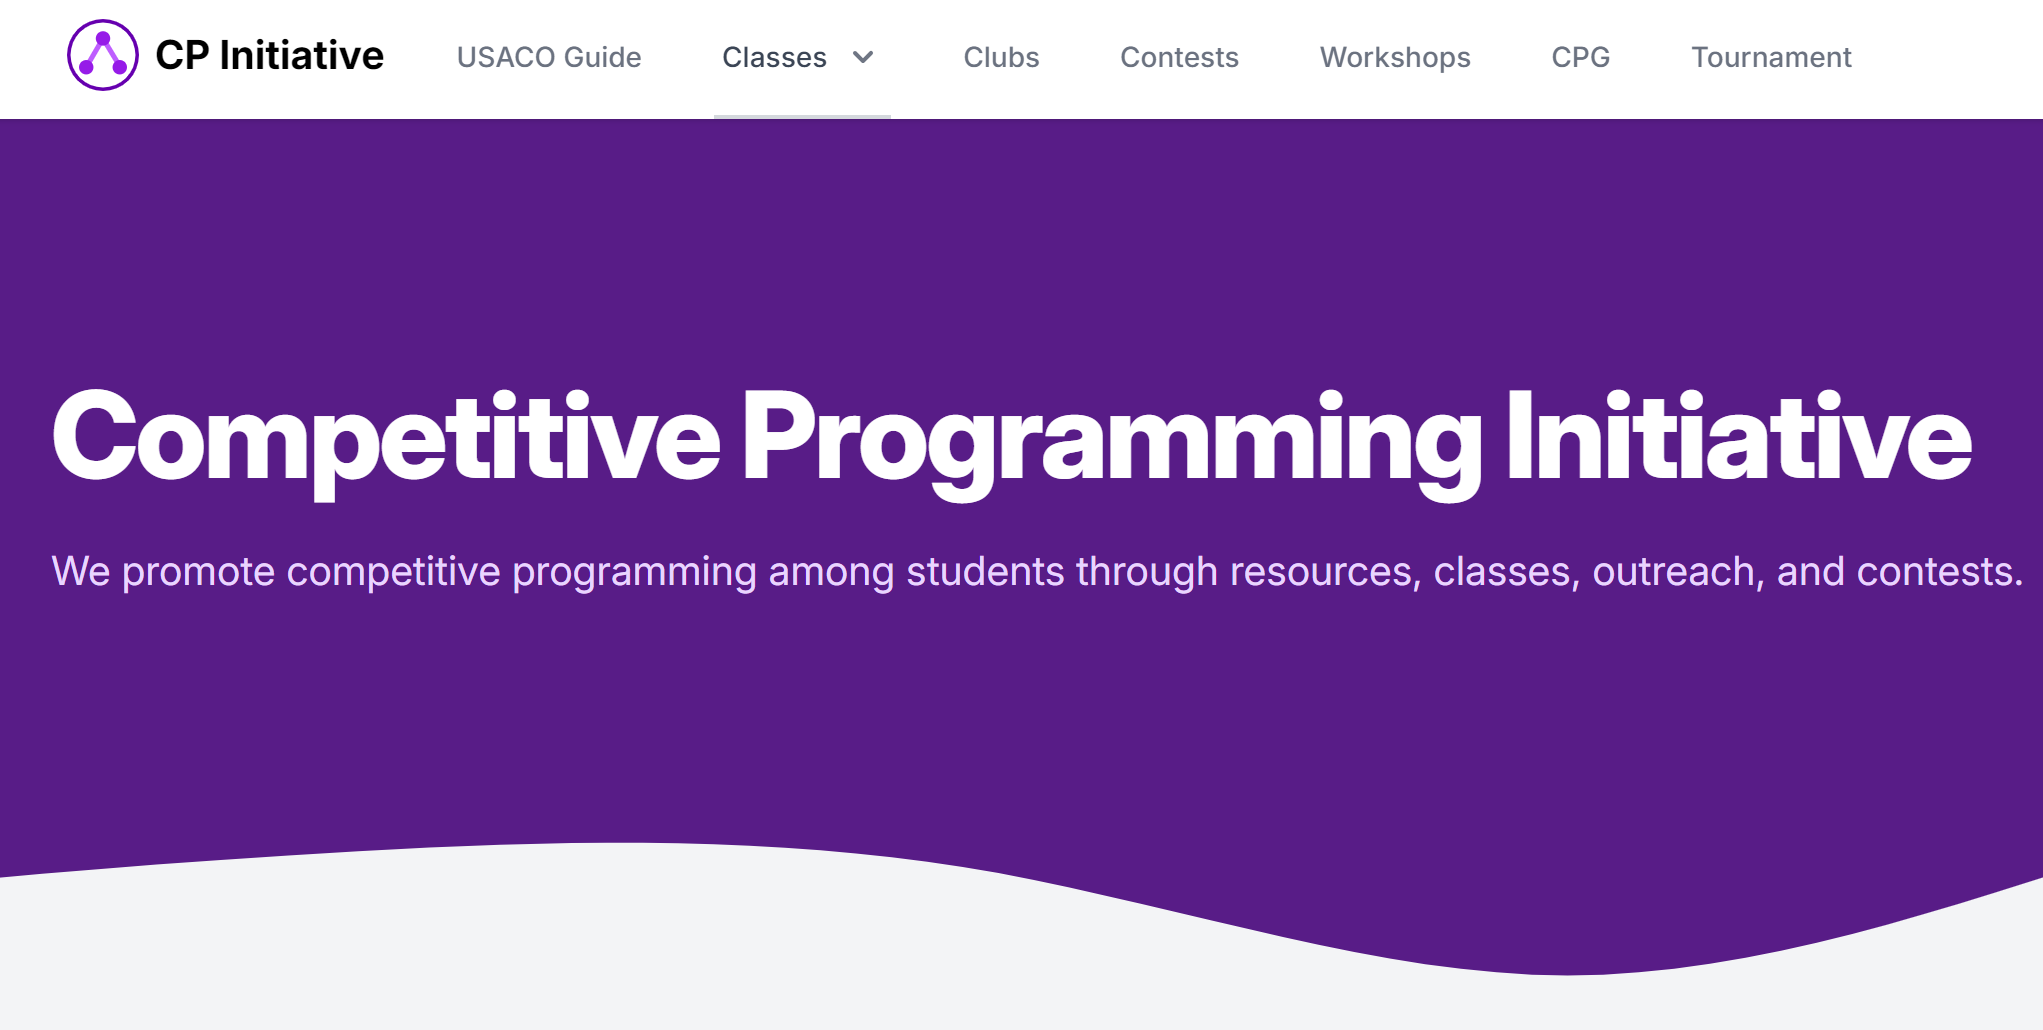 CP Initiative USACO Guide Classes Clubs Contests Workshops CPG Tournament
Competitive Programming Initiative
We promote competitive programming among students through resources, classes, outreach, and contests.